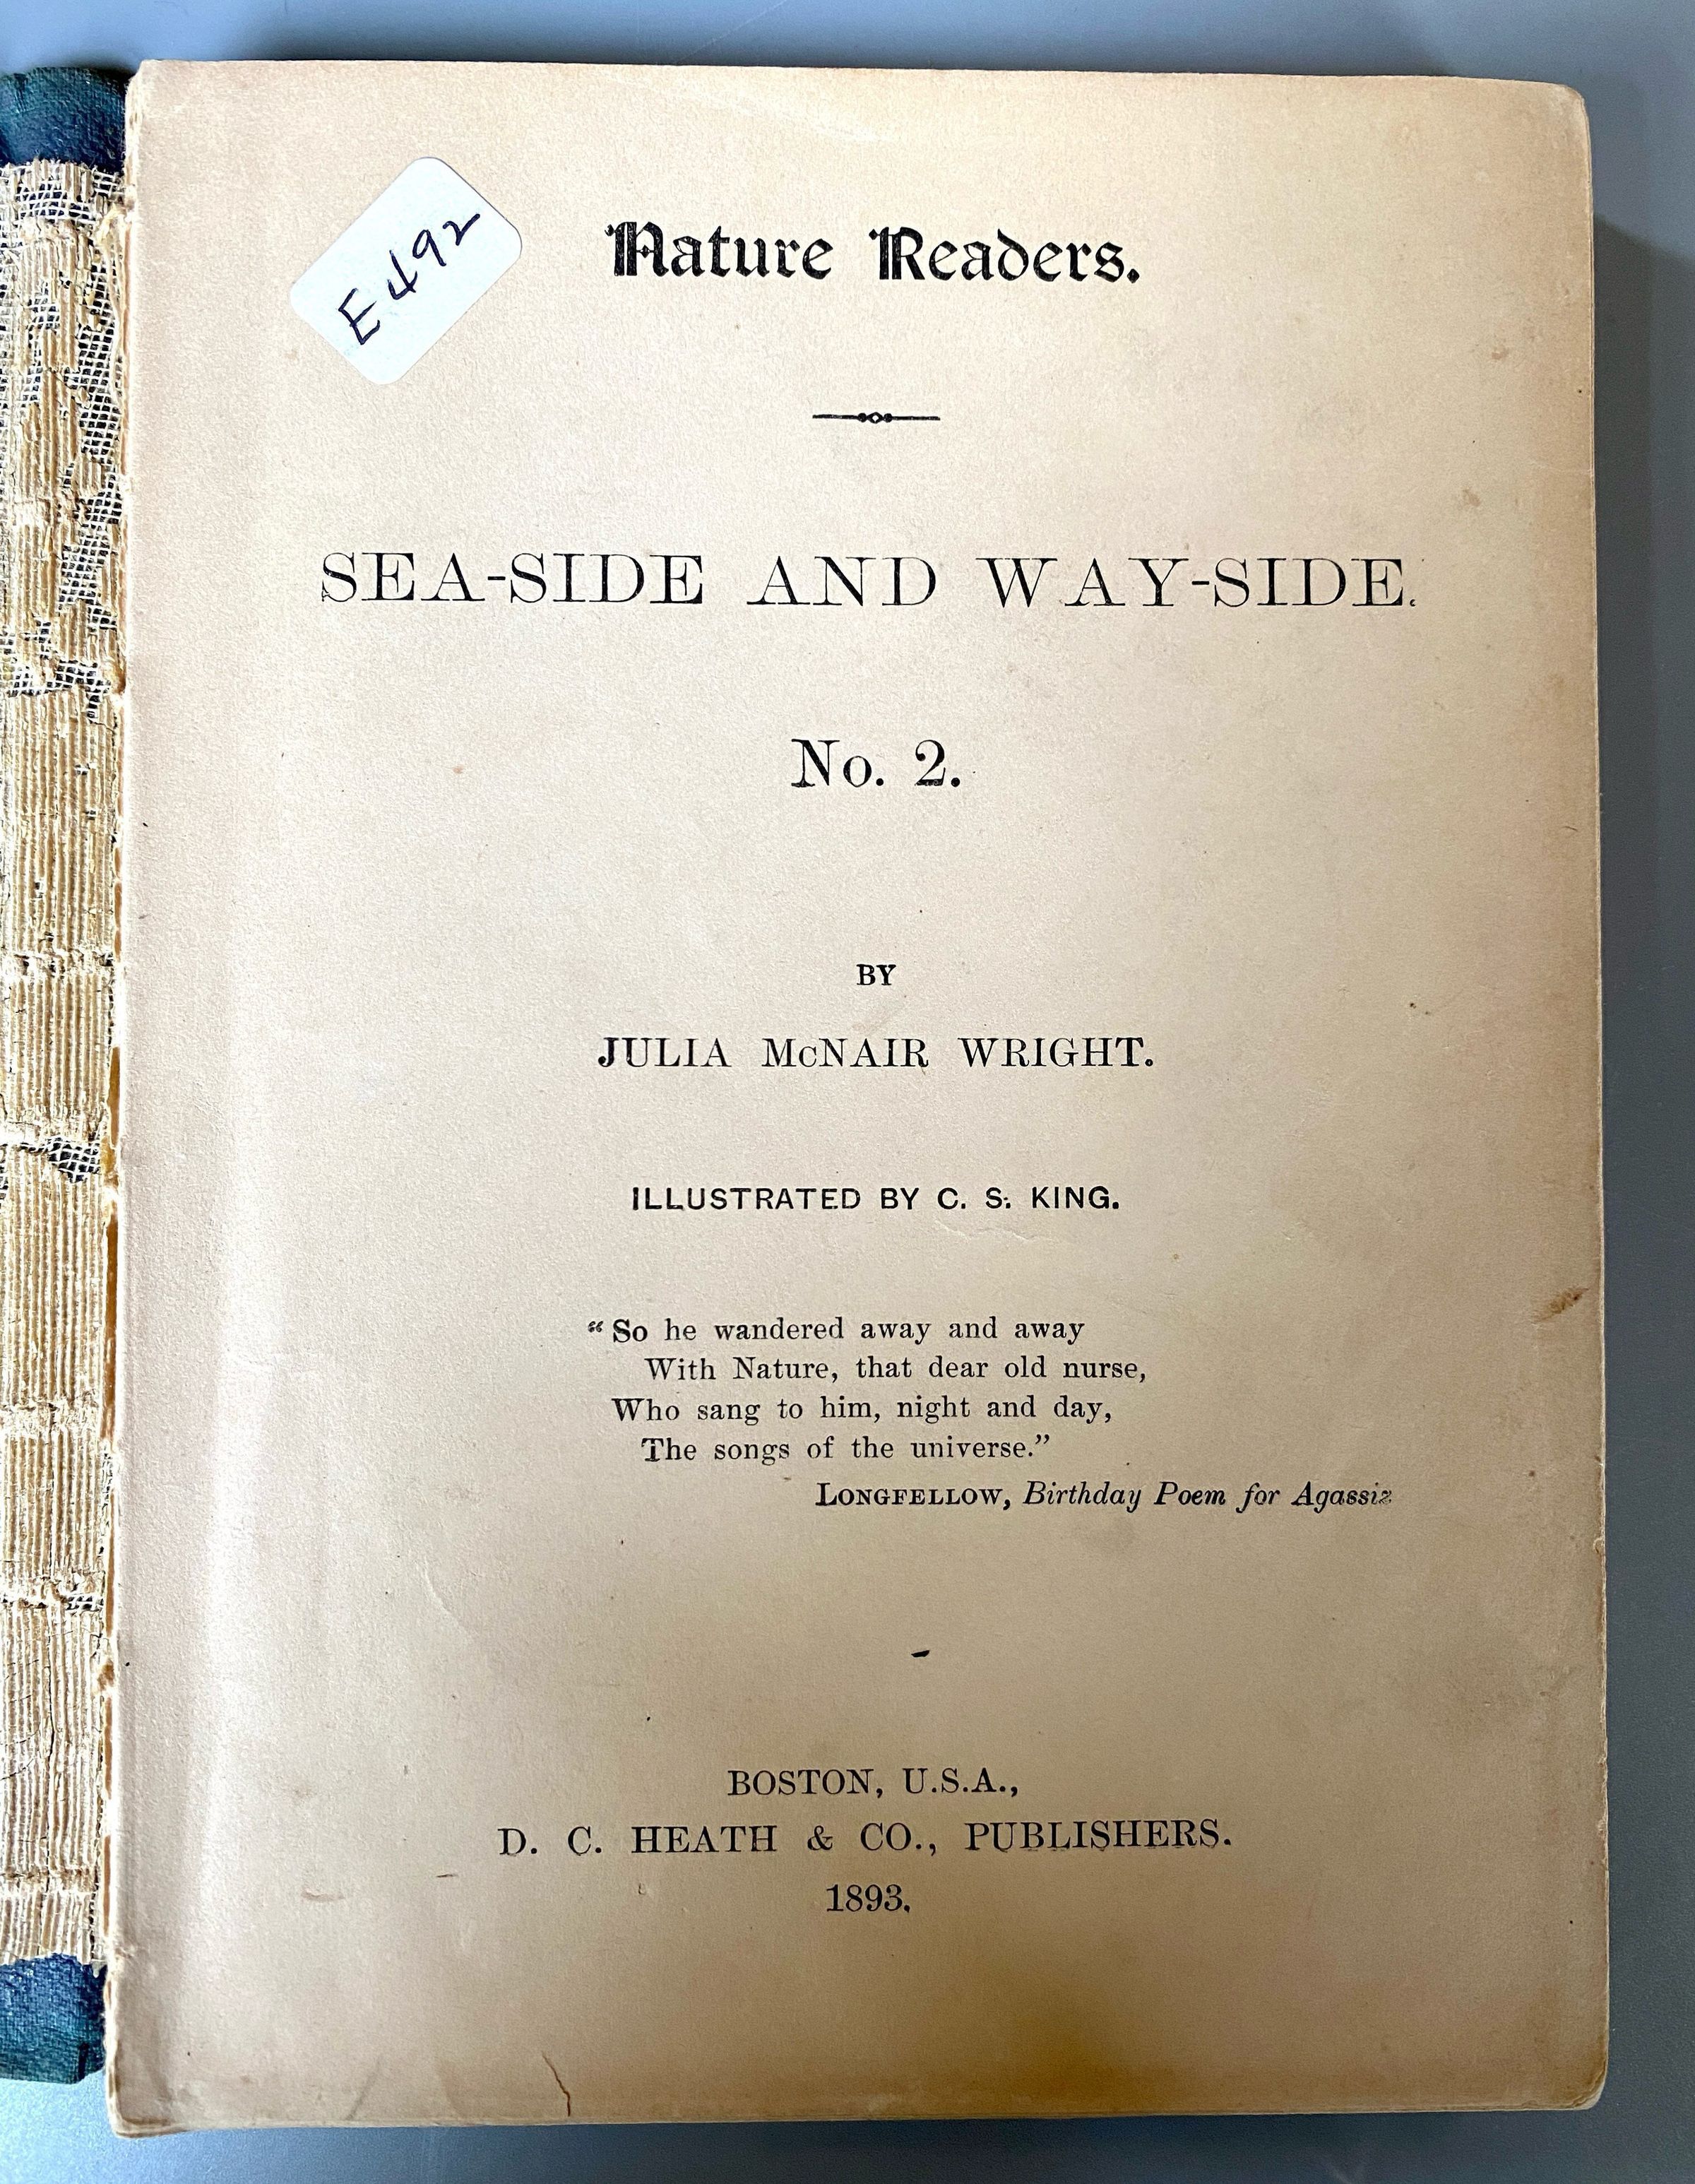 E492
Nature Readers.
SEA-SIDE AND WAY-SIDE.
No. 2.
BY
JULIA McNAIR WRIGHT.
ILLUSTRATED BY C. S. KING.
"So he wandered away and away
With Nature, that dear old nurse,
Who sang to him, night and day,
The songs of the universe."
LONGFELLOW, Birthday Poem for Agassiz
BOSTON, U.S.A.,
D. C. HEATH & CO., PUBLISHERS.
1893.